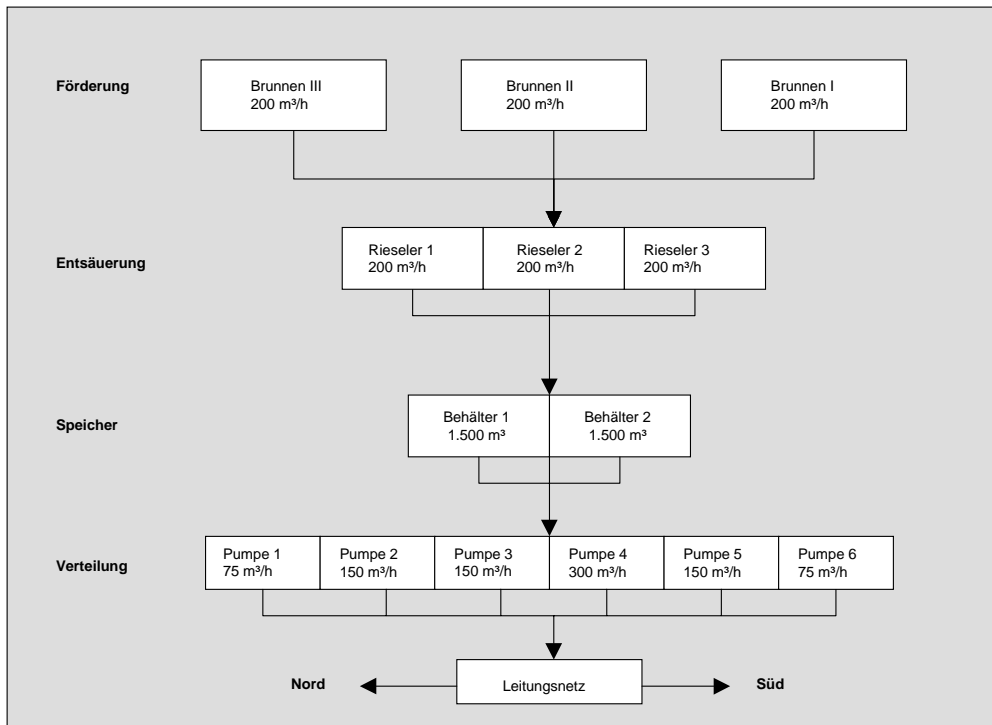 Förderung
Brunnen III
200 m³/h
Brunnen II
200 m³/h
Brunnen I
200 m³/h
Entsäuerung
Rieseler 1
200 m³/h
Rieseler 2
200 m³/h
Rieseler 3
200 m³/h
Speicher
Behälter 1
1.500 m³
Behälter 2
1.500 m³
Verteilung
Pumpe 1
75 m³/h
Pumpe 2
150 m³/h
Pumpe 3
150 m³/h
Pumpe 4
300 m³/h
Pumpe 5
150 m³/h
Pumpe 6
75 m³/h
Nord
Leitungsnetz
Süd